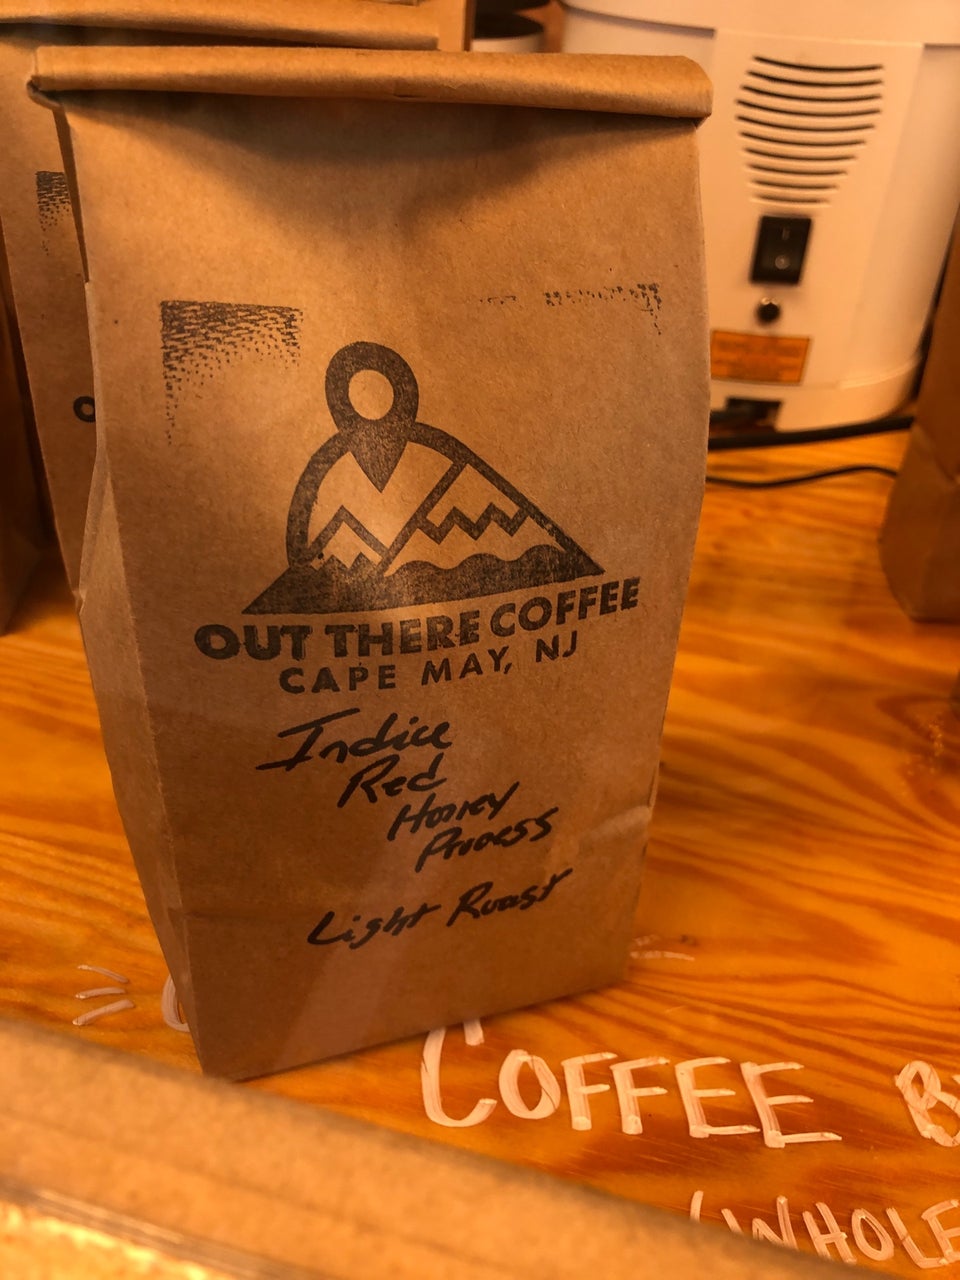 OUT THERE COFFEE
CAPE MAY, NJ
Indice
Red
Honey
Process
Light Roast
COFFEE
(WHOLE